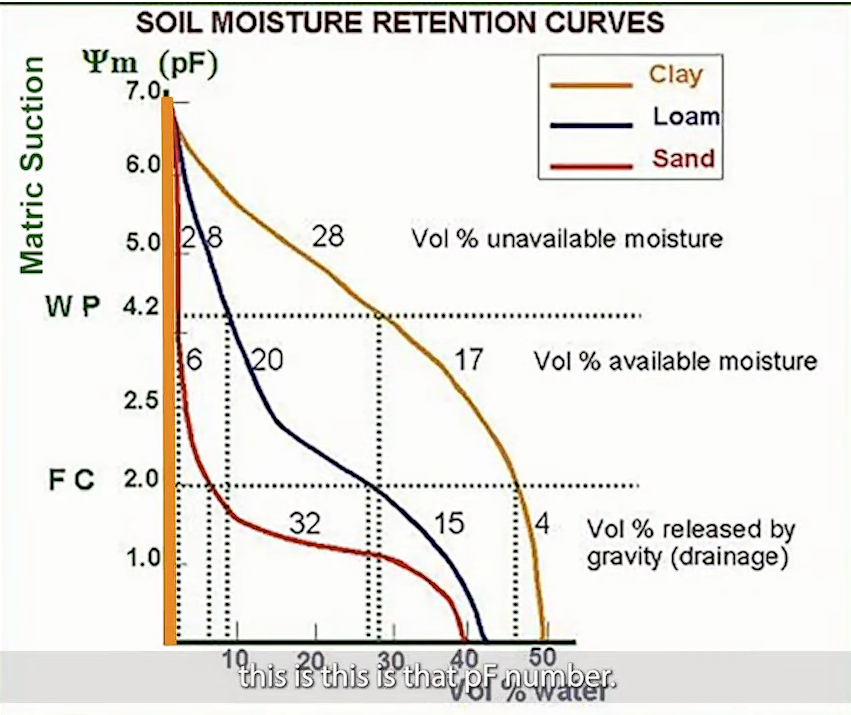 SOIL MOISTURE RETENTION CURVES
Ψm (pF)
Matric Suction
Clay
Loam
Sand
7.0
6.0
5.0
2 8 28 Vol % unavailable moisture
W P 4.2
6 20 17 Vol % available moisture
2.5
F C 2.0
32 15 4 Vol % released by
gravity (drainage)
1.0
10 20 30 40 50
this is this is that pF number.
Vol % water